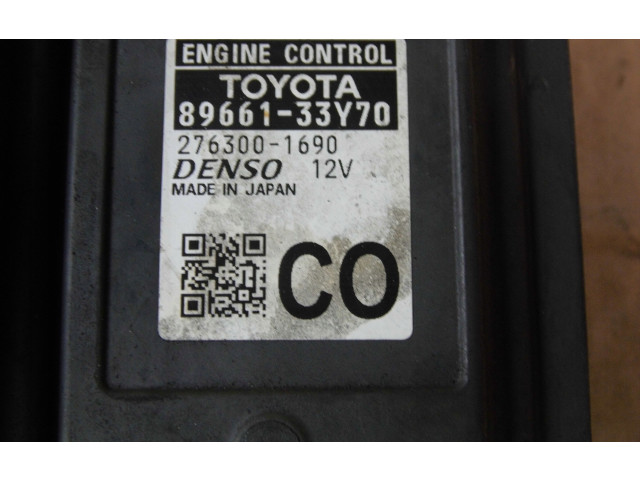 ENGINE CONTROL
TOYOTA
89661-33Y70
276300-1690
DENSO 12V
MADE IN JAPAN
CO